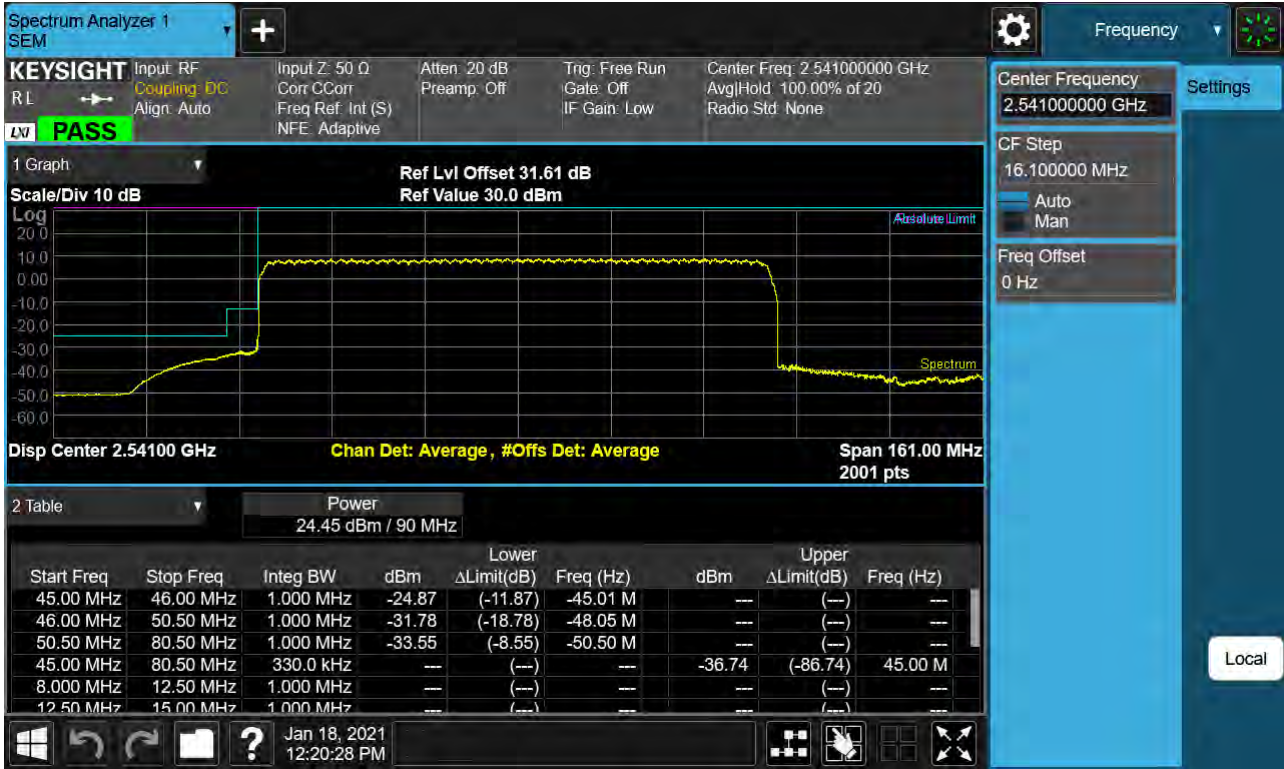 Spectrum Analyzer 1
SEM
Frequency
KEYSIGHT
R L
LXI
PASS
Input: RF
Coupling: DC
Align: Auto
Input Z: 50 Ω
Corr CCorr
Freq Ref: Int (S)
NFE: Adaptive
Atten: 20 dB
Preamp: Off
Trig: Free Run
Gate: Off
IF Gain: Low
Center Freq: 2.541000000 GHz
Avg|Hold: 100.00% of 20
Radio Std: None
Center Frequency
2.541000000 GHz
Settings
CF Step
16.100000 MHz
Auto
Man
Freq Offset
0 Hz
Local
1 Graph
Scale/Div 10 dB
Ref Lvl Offset 31.61 dB
Ref Value 30.0 dBm
Log
20.0
10.0
0.00
-10.0
-20.0
-30.0
-40.0
-50.0
-60.0
Limit
Spectrum
Disp Center 2.54100 GHz
Chan Det: Average, #Offs Det: Average
Span 161.00 MHz
2001 pts
2 Table
Power
24.45 dBm / 90 MHz
Lower Upper
Start Freq Stop Freq Integ BW dBm ΔLimit(dB) Freq (Hz) dBm ΔLimit(dB) Freq (Hz)
45.00 MHz 46.00 MHz 1.000 MHz -24.87 (-11.87) -45.01 M --- (---) ---
46.00 MHz 50.50 MHz 1.000 MHz -31.78 (-18.78) -48.05 M --- (---) ---
50.50 MHz 80.50 MHz 1.000 MHz -33.55 (-8.55) -50.50 M --- (---) ---
45.00 MHz 80.50 MHz 330.0 kHz --- (---) --- -36.74 (-86.74) 45.00 M
8.000 MHz 12.50 MHz 1.000 MHz --- (---) --- --- (---) ---
12.50 MHz 15.00 MHz 1.000 MHz --- (---) --- --- (---) ---
?
Jan 18, 2021
12:20:28 PM